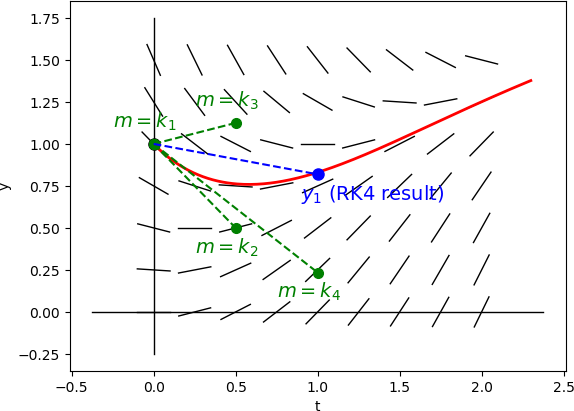 1.75
1.50
1.25
1.00
0.75
0.50
0.25
0.00
−0.25
y
m = k₁
m = k₃
m = k₂
m = k₄
y₁ (RK4 result)
−0.5
0.0
0.5
1.0
1.5
2.0
2.5
t